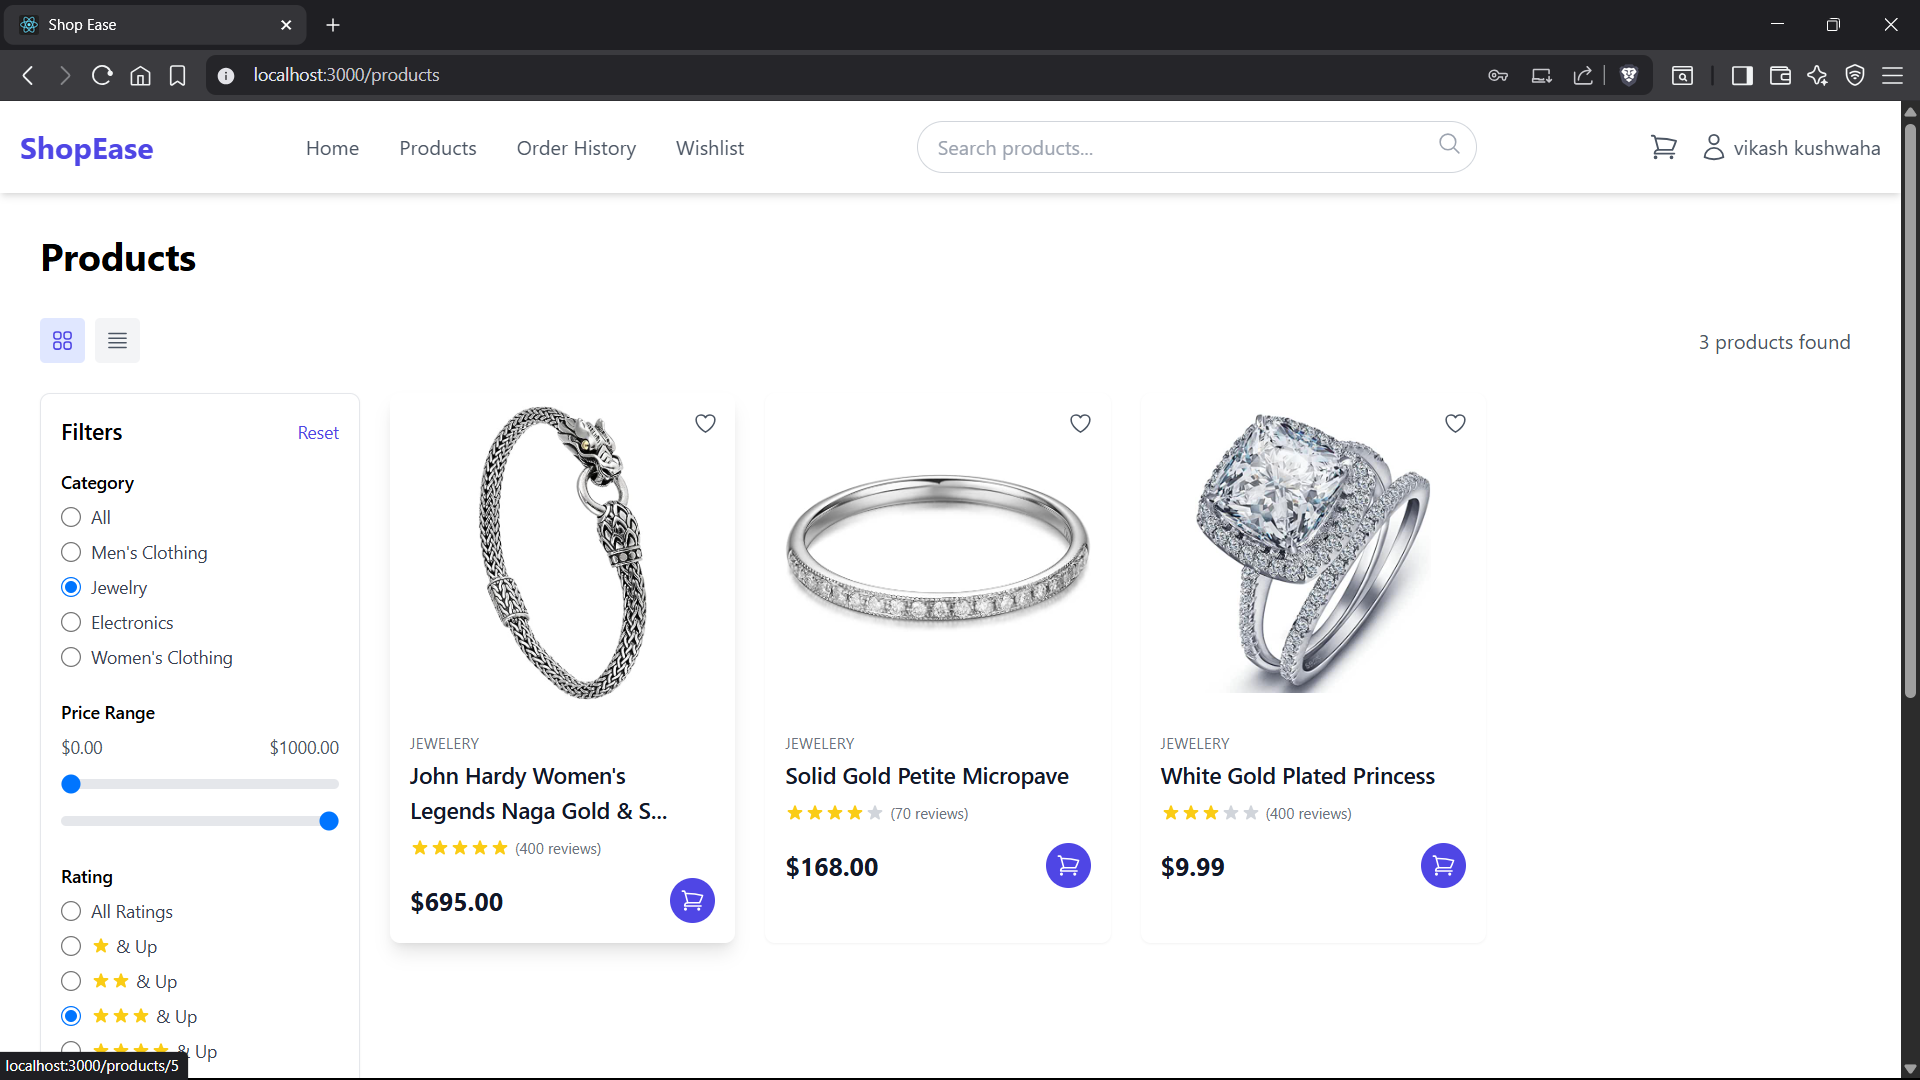 Shop Ease
localhost:3000/products
ShopEase
Home
Products
Order History
Wishlist
Search products...
vikash kushwaha
Products
3 products found
Filters
Reset
Category
All
Men's Clothing
Jewelry
Electronics
Women's Clothing
Price Range
$0.00
$1000.00
Rating
All Ratings
& Up
& Up
& Up
& Up
JEWELERY
John Hardy Women's
Legends Naga Gold & S...
(400 reviews)
$695.00
JEWELERY
Solid Gold Petite Micropave
(70 reviews)
$168.00
JEWELERY
White Gold Plated Princess
(400 reviews)
$9.99
localhost:3000/products/5